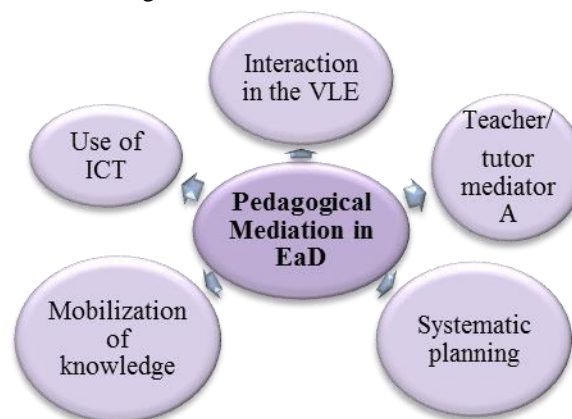 Interaction
in the VLE
Teacher/
tutor
mediator
A
Use of
ICT
Pedagogical
Mediation in
EaD
Mobilization
of
knowledge
Systematic
planning